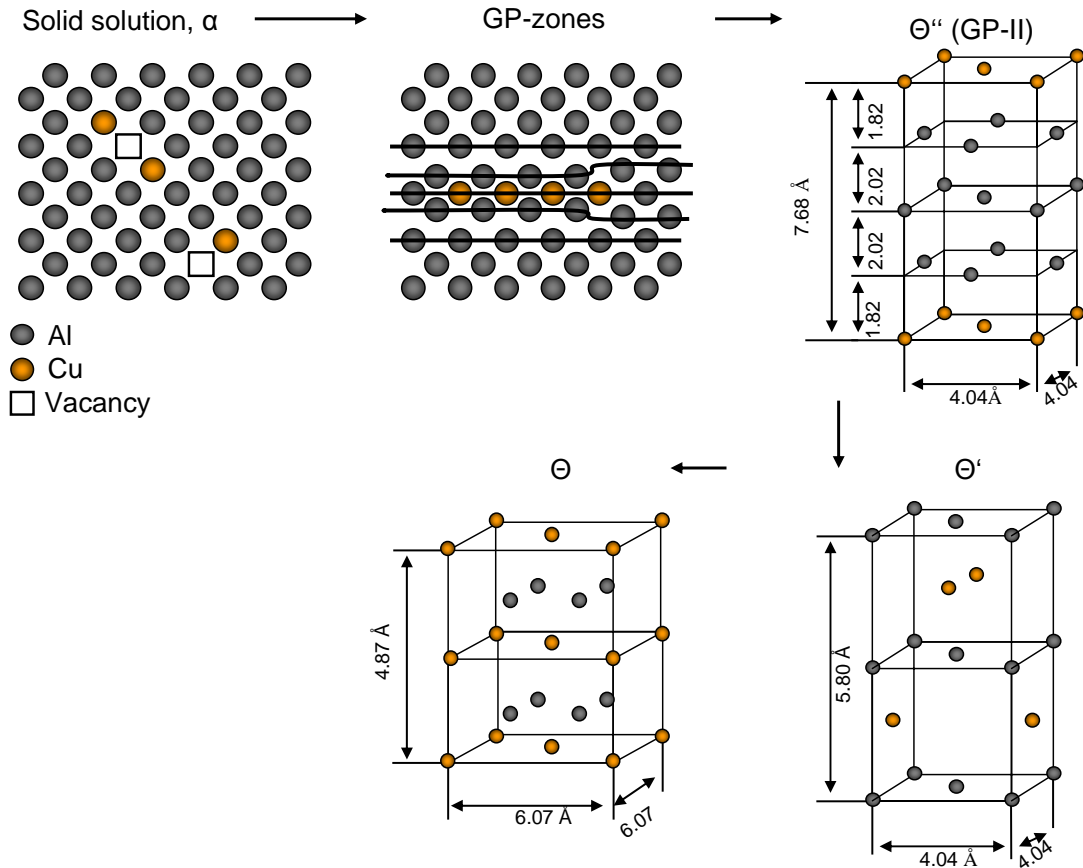 Solid solution, α
GP-zones
Θ“ (GP-II)
Al
Cu
Vacancy
7.68 Å
1.82
2.02
2.02
1.82
4.04Å
4.04
Θ
Θ‘
4.87 Å
6.07 Å
6.07
5.80 Å
4.04 Å
4.04